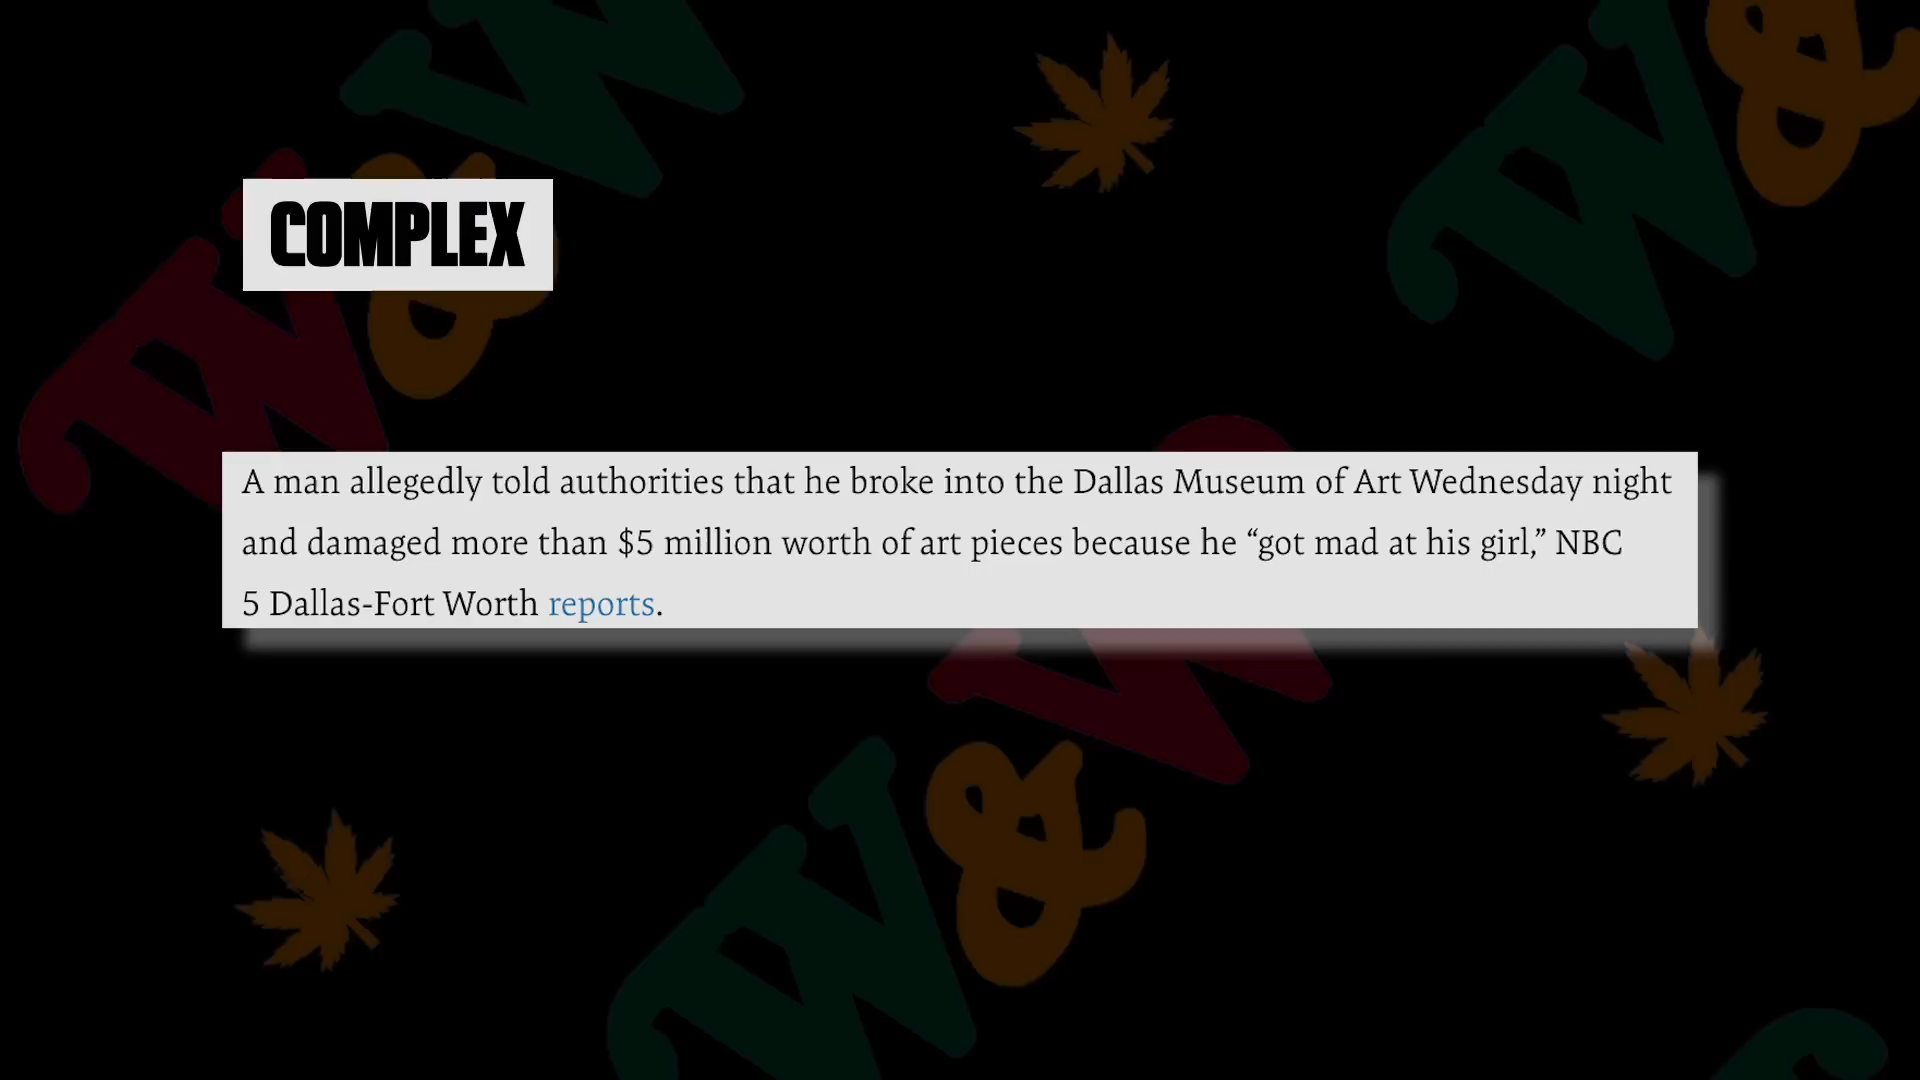 W&W
W&
COMPLEX
A man allegedly told authorities that he broke into the Dallas Museum of Art Wednesday night
and damaged more than $5 million worth of art pieces because he “got mad at his girl,” NBC
5 Dallas-Fort Worth reports.
W&W